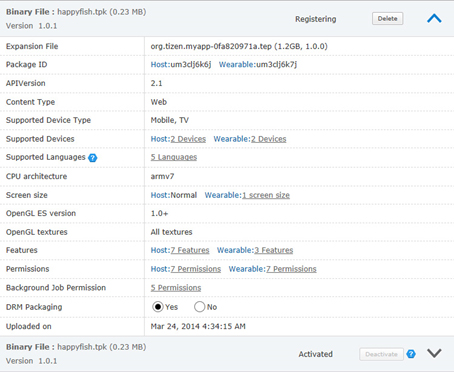 Binary File : happyfish.tpk (0.23 MB) Registering Delete
Version 1.0.1
Expansion File org.tizen.myapp-0fa820971a.tep (1.2GB, 1.0.0)
Package ID Host:um3clj6k6j Wearable:um3clj6k7j
APIVersion 2.1
Content Type Web
Supported Device Type Mobile, TV
Supported Devices Host:2 Devices Wearable:2 Devices
Supported Languages ? 5 Languages
CPU architecture armv7
Screen size Host:Normal Wearable:1 screen size
OpenGL ES version 1.0+
OpenGL textures All textures
Features Host:7 Features Wearable:3 Features
Permissions Host:7 Permissions Wearable:7 Permissions
Background Job Permission 5 Permissions
DRM Packaging Yes No
Uploaded on Mar 24, 2014 4:34:15 AM
Binary File : happyfish.tpk (0.23 MB) Activated Deactivate ?
Version 1.0.1